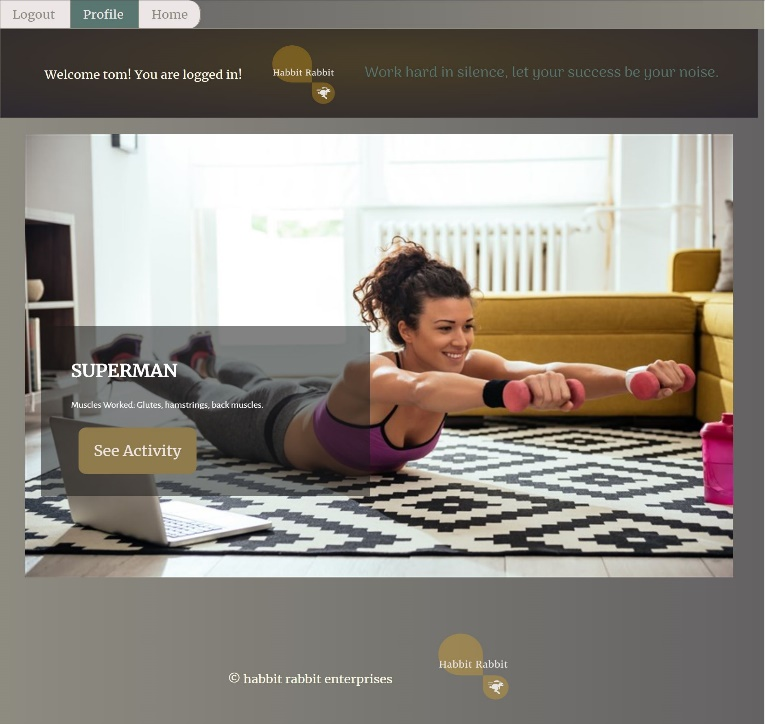 Logout
Profile
Home
Welcome tom! You are logged in!
Habbit Rabbit
Work hard in silence, let your success be your noise.
SUPERMAN
Muscles Worked: Glutes, hamstrings, back muscles.
See Activity
© habbit rabbit enterprises
Habbit Rabbit